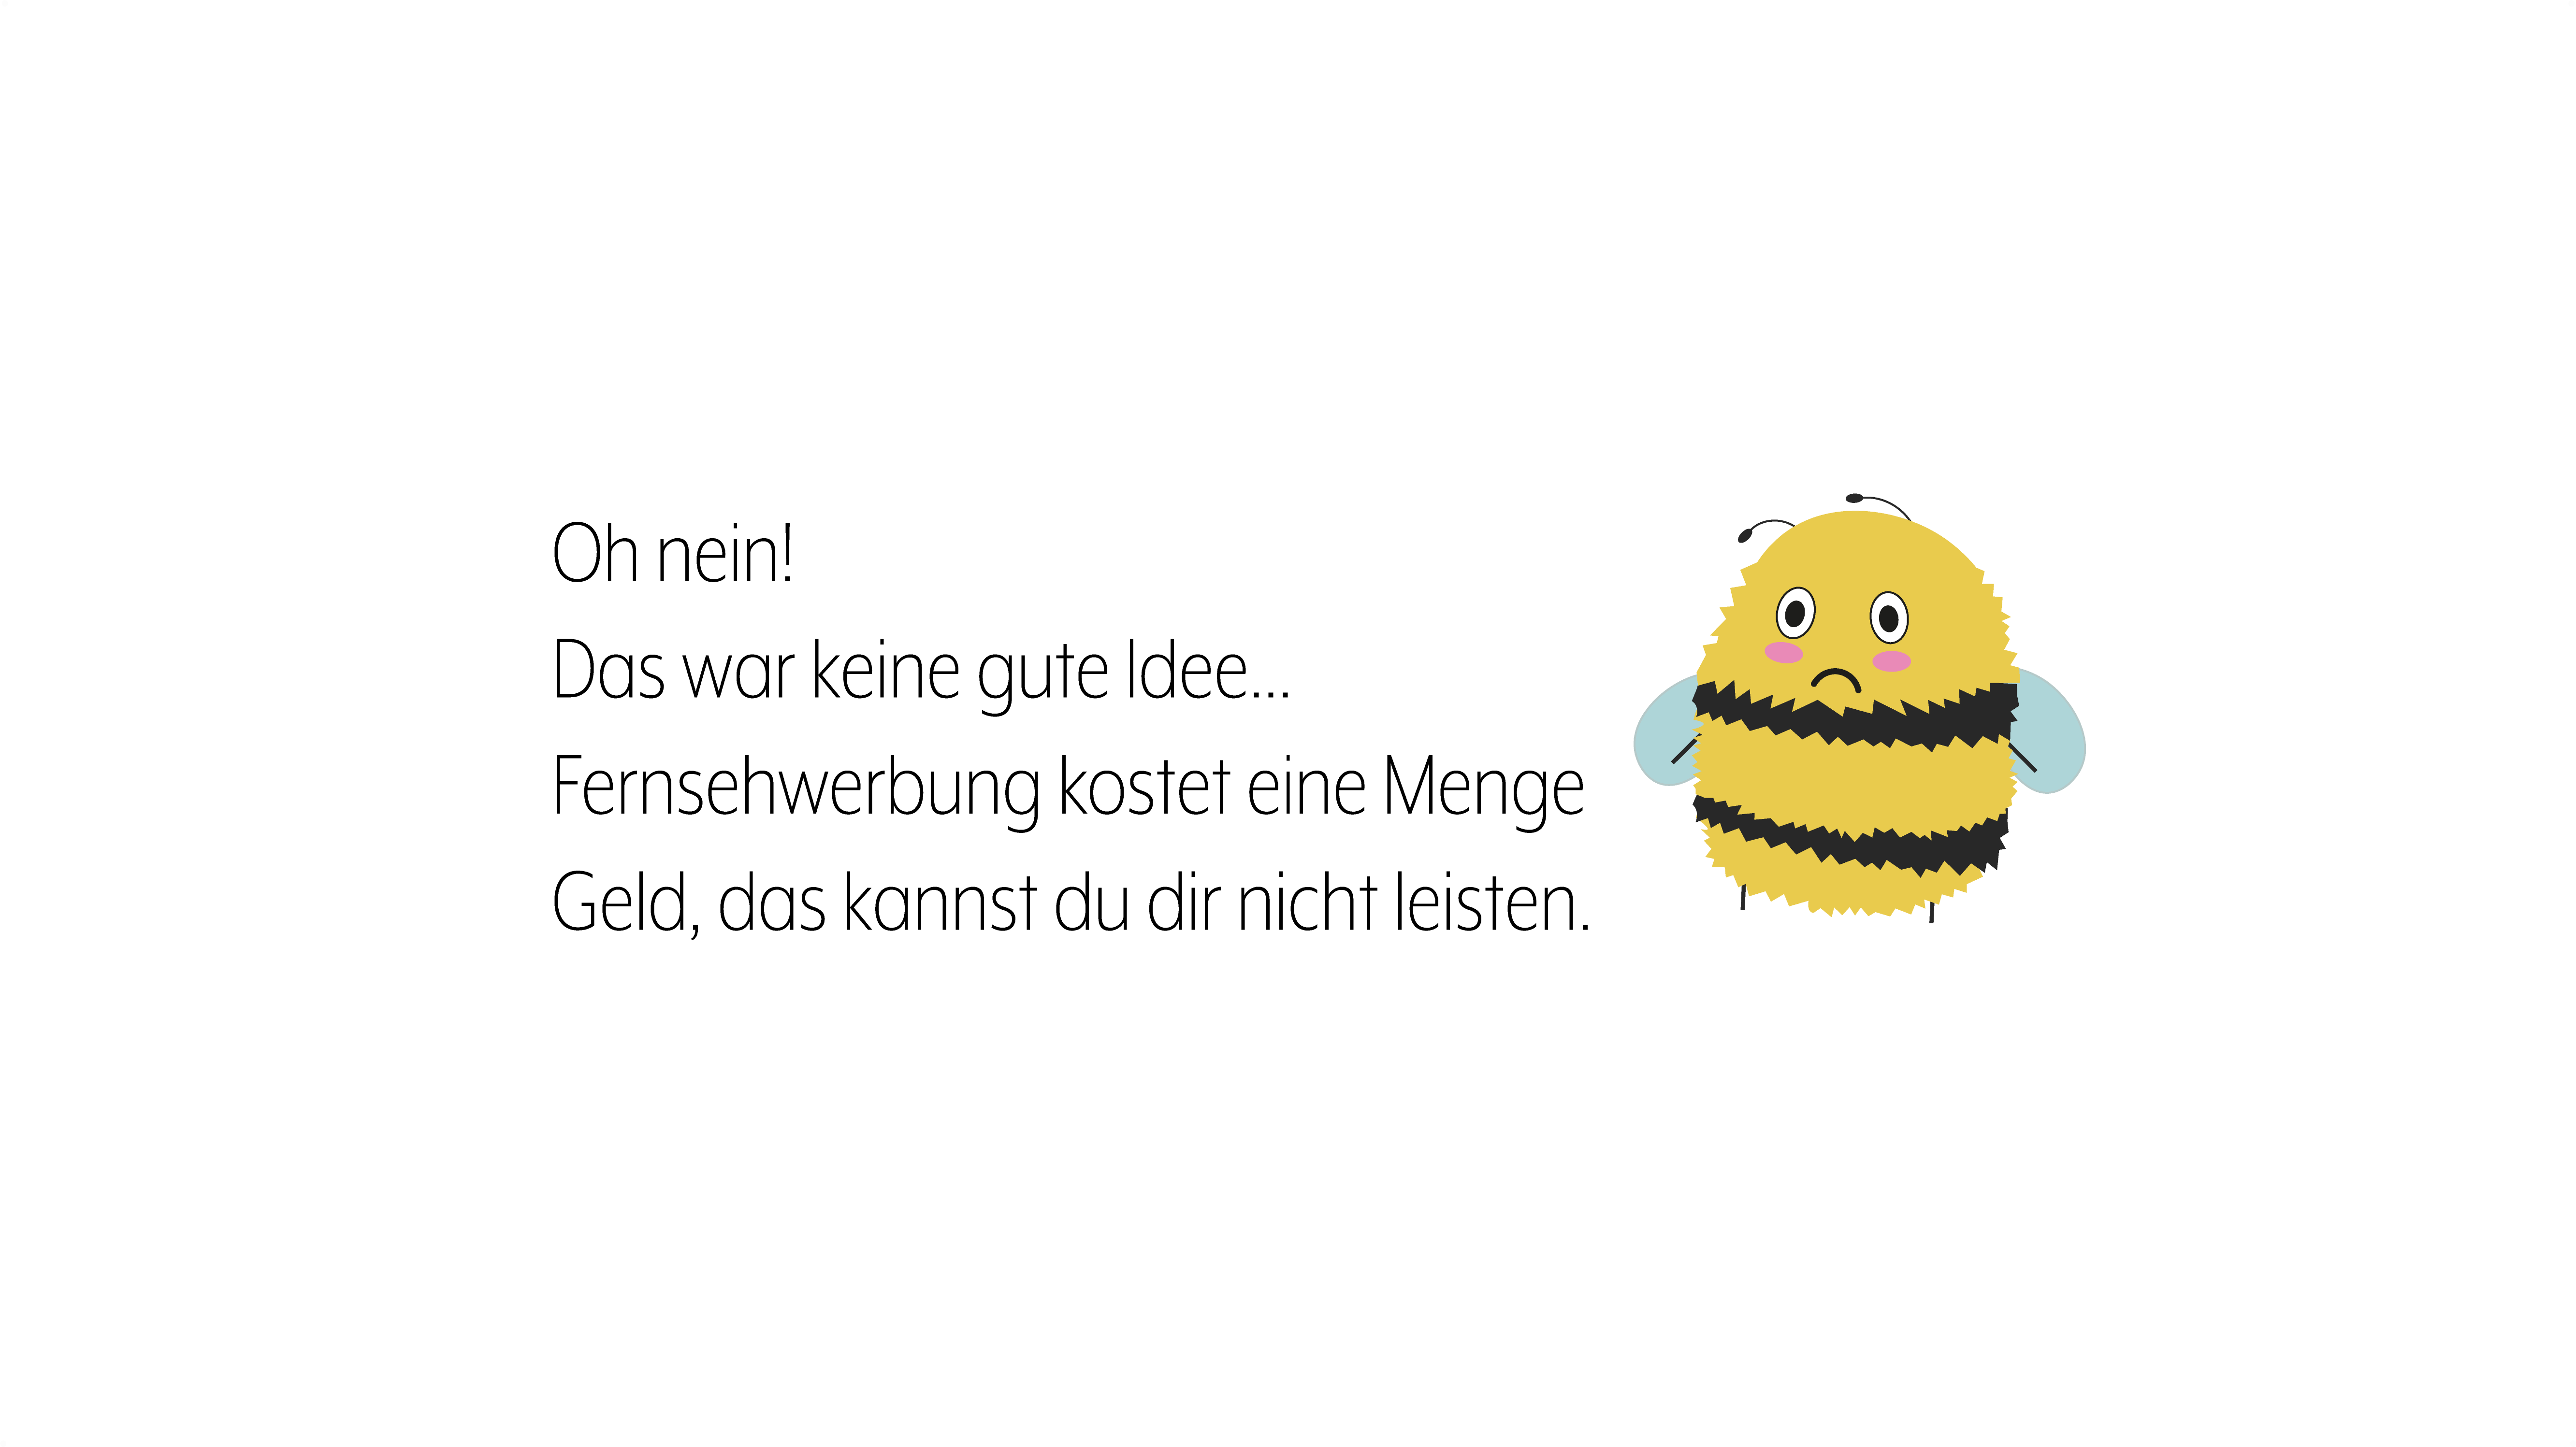 Oh nein!
Das war keine gute Idee...
Fernsehwerbung kostet eine Menge
Geld, das kannst du dir nicht leisten.